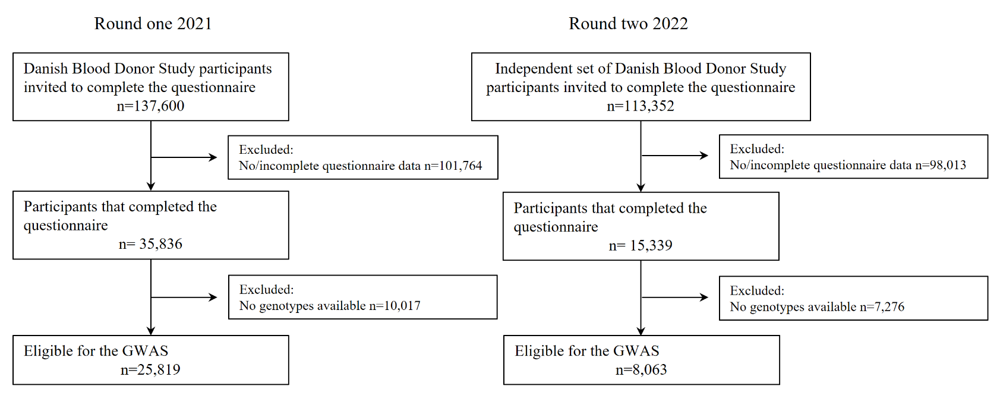 Round one 2021
Danish Blood Donor Study participants
invited to complete the questionnaire
n=137,600
Excluded:
No/incomplete questionnaire data n=101,764
Participants that completed the
questionnaire
n= 35,836
Excluded:
No genotypes available n=10,017
Eligible for the GWAS
n=25,819
Round two 2022
Independent set of Danish Blood Donor Study
participants invited to complete the questionnaire
n=113,352
Excluded:
No/incomplete questionnaire data n=98,013
Participants that completed the
questionnaire
n= 15,339
Excluded:
No genotypes available n=7,276
Eligible for the GWAS
n=8,063